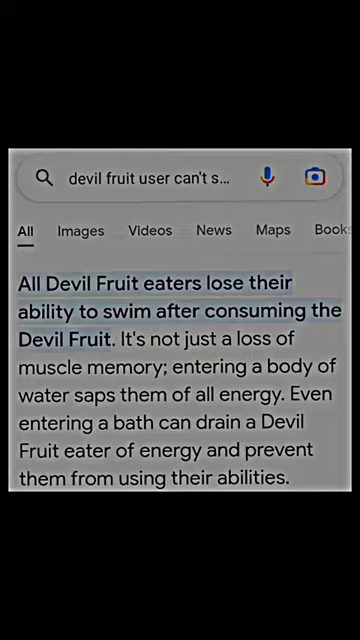 devil fruit user can't s...
All Images Videos News Maps Books
All Devil Fruit eaters lose their
ability to swim after consuming the
Devil Fruit. It's not just a loss of
muscle memory; entering a body of
water saps them of all energy. Even
entering a bath can drain a Devil
Fruit eater of energy and prevent
them from using their abilities.